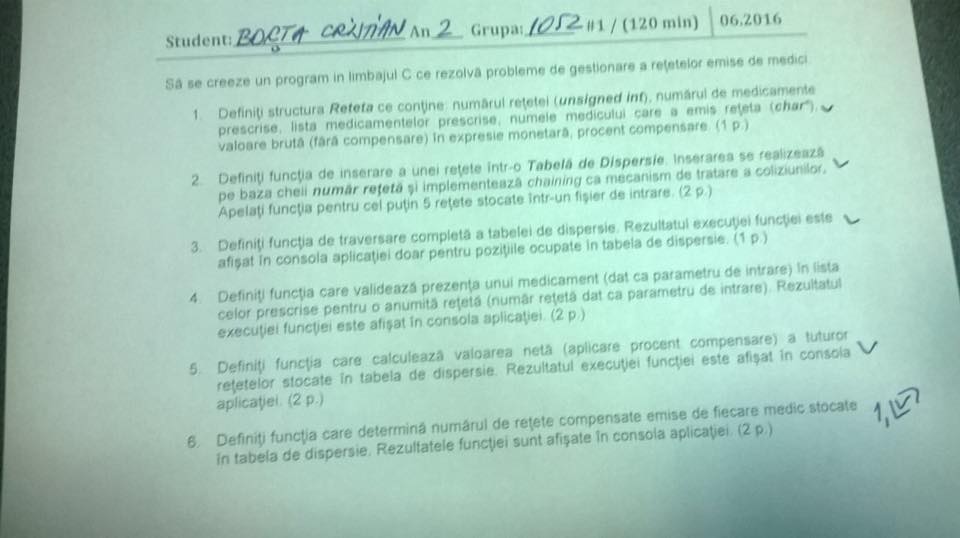 Student: BORȚA CRISTIAN An 2 Grupa: 1052 #1 / (120 min) 06.2016
Să se creeze un program in limbajul C ce rezolvă probleme de gestionare a rețetelor emise de medici.
1. Definiți structura Reteta ce conține: numărul rețetei (unsigned int), numărul de medicamente
prescrise, lista medicamentelor prescrise, numele medicului care a emis rețeta (char*),
valoare brută (fără compensare) în expresie monetară, procent compensare. (1 p.)
2. Definiți funcția de inserare a unei rețete într-o Tabelă de Dispersie. Inserarea se realizează
pe baza cheii număr rețetă și implementează chaining ca mecanism de tratare a coliziunilor.
Apelați funcția pentru cel puțin 5 rețete stocate într-un fișier de intrare. (2 p.)
3. Definiți funcția de traversare completă a tabelei de dispersie. Rezultatul execuției funcției este
afișat în consola aplicației doar pentru pozițiile ocupate în tabela de dispersie. (1 p.)
4. Definiți funcția care validează prezența unui medicament (dat ca parametru de intrare) în lista
celor prescrise pentru o anumită rețetă (număr rețetă dat ca parametru de intrare). Rezultatul
execuției funcției este afișat în consola aplicației. (2 p.)
5. Definiți funcția care calculează valoarea netă (aplicare procent compensare) a tuturor
rețetelor stocate în tabela de dispersie. Rezultatul execuției funcției este afișat în consola
aplicației. (2 p.)
6. Definiți funcția care determină numărul de rețete compensate emise de fiecare medic stocate
în tabela de dispersie. Rezultatele funcției sunt afișate în consola aplicației. (2 p.)